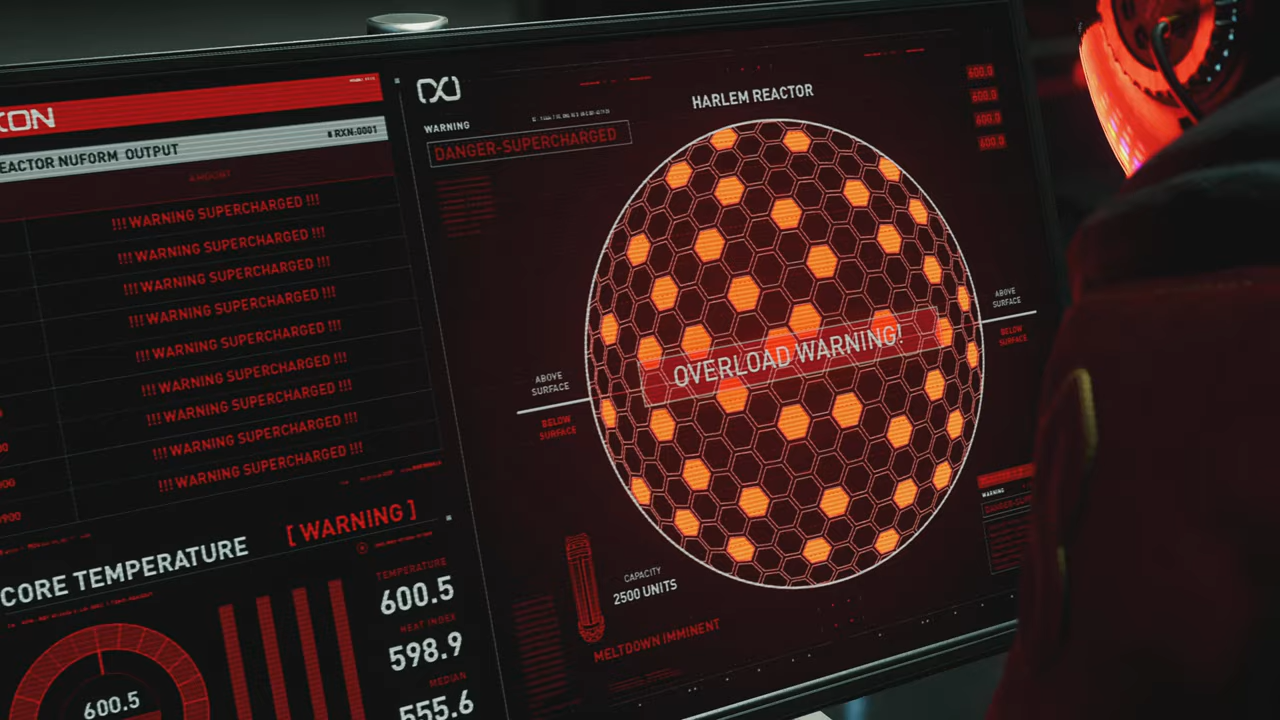 XON
# RXN:0001
EACTOR NUFORM OUTPUT
AMOUNT
!!! WARNING SUPERCHARGED !!!
!!! WARNING SUPERCHARGED !!!
!!! WARNING SUPERCHARGED !!!
!!! WARNING SUPERCHARGED !!!
!!! WARNING SUPERCHARGED !!!
!!! WARNING SUPERCHARGED !!!
!!! WARNING SUPERCHARGED !!!
!!! WARNING SUPERCHARGED !!!
!!! WARNING SUPERCHARGED !!!
CORE TEMPERATURE
[ WARNING ]
TEMPERATURE
600.5
HEAT INDEX
598.9
MEDIAN
555.6
600.5
WARNING
DANGER-SUPERCHARGED
HARLEM REACTOR
600.0
600.0
600.0
600.0
OVERLOAD WARNING!
ABOVE
SURFACE
BELOW
SURFACE
ABOVE
SURFACE
BELOW
SURFACE
CAPACITY
2500 UNITS
MELTDOWN IMMINENT
WARNING